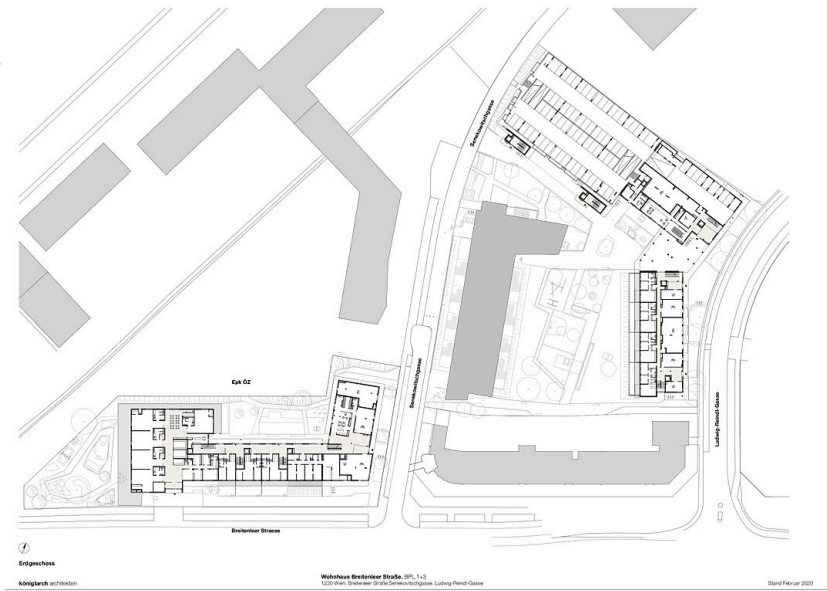 Senekowitschgasse
Senekowitschgasse
Ludwig-Reindl-Gasse
Epk ÖZ
Breitenleer Strasse
Erdgeschoss
königlarch architekten
Wohnhaus Breitenleer Straße. BPL.1+3
1220 Wien. Breitenleer Straße.Senekovitschgasse. Ludwig-Reindl-Gasse
Stand Februar 2020